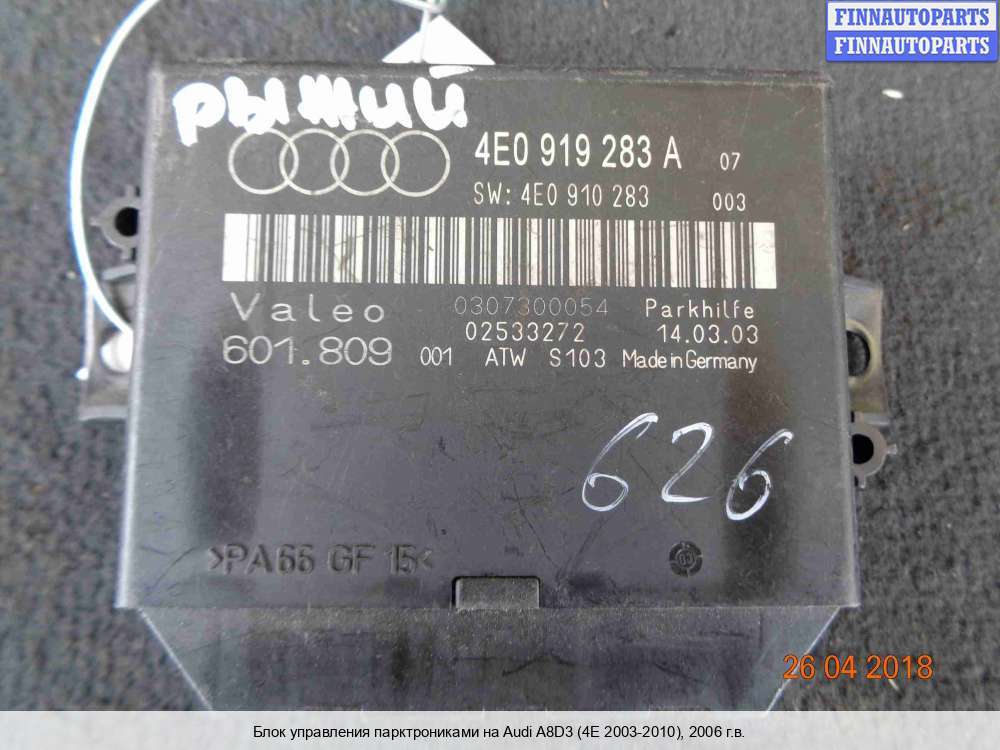 FINNAUTOPARTS
FINNAUTOPARTS
рыжий
4E0 919 283 A 07
SW: 4E0 910 283 003
Valeo 0307300054 Parkhilfe
02533272 14.03.03
601.809 001 ATW S103 Made in Germany
626
>PA66 GF 15<
26 04 2018
Блок управления парктрониками на Audi A8D3 (4E 2003-2010), 2006 г.в.